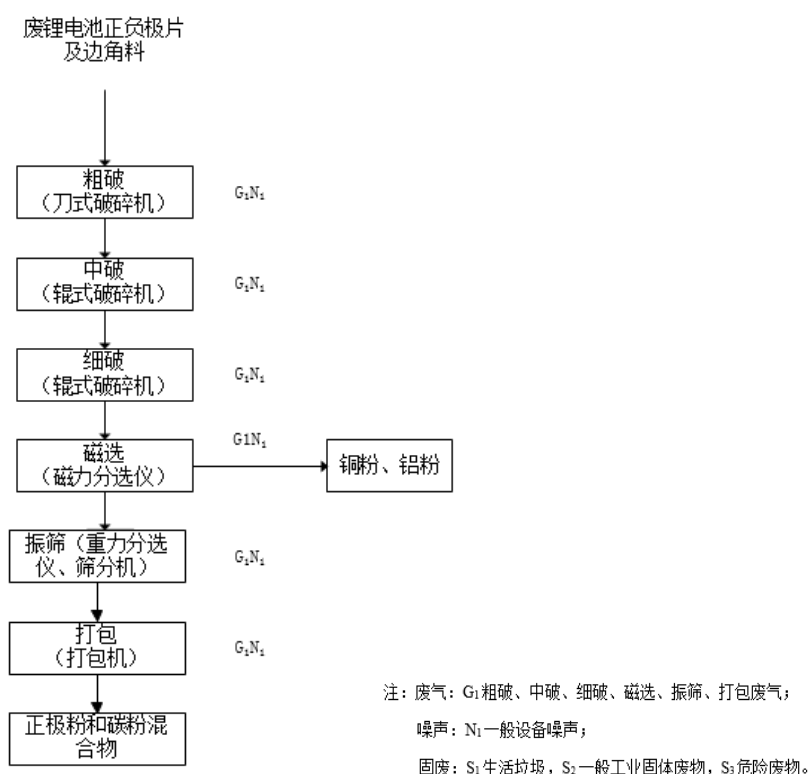 废锂电池正负极片
及边角料
粗破
（刀式破碎机）
G₁N₁
中破
（辊式破碎机）
G₁N₁
细破
（辊式破碎机）
G₁N₁
磁选
（磁力分选仪）
G1N₁
铜粉、铝粉
振筛（重力分选
仪、筛分机）
G₁N₁
打包
（打包机）
G₁N₁
正极粉和碳粉混
合物
注：废气：G₁粗破、中破、细破、磁选、振筛、打包废气；
噪声：N₁一般设备噪声；
固废：S₁生活垃圾，S₂一般工业固体废物，S₃危险废物。